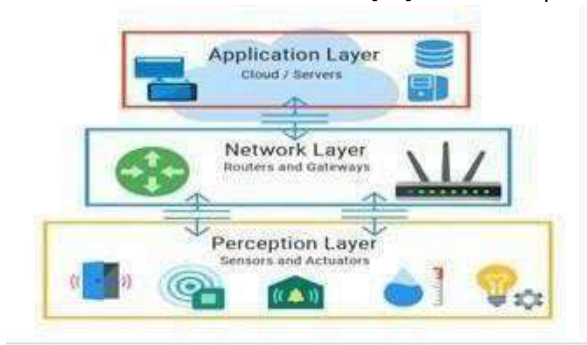 Application Layer
Cloud / Servers
Network Layer
Routers and Gateways
Perception Layer
Sensors and Actuators